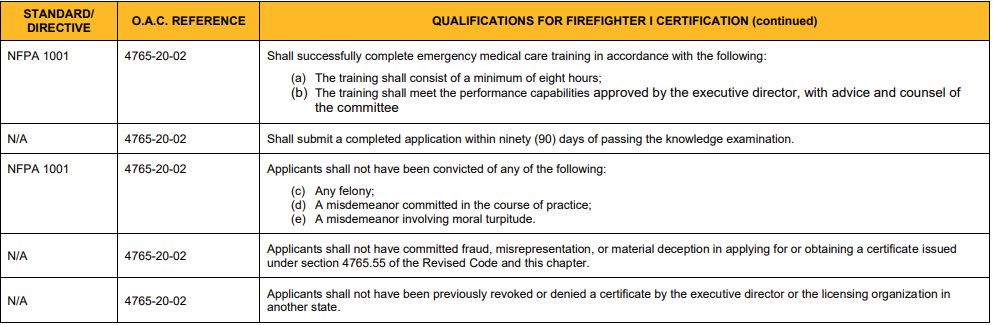 STANDARD/
DIRECTIVE
O.A.C. REFERENCE
QUALIFICATIONS FOR FIREFIGHTER I CERTIFICATION (continued)
NFPA 1001
4765-20-02
Shall successfully complete emergency medical care training in accordance with the following:
(a) The training shall consist of a minimum of eight hours;
(b) The training shall meet the performance capabilities approved by the executive director, with advice and counsel of
the committee
N/A
4765-20-02
Shall submit a completed application within ninety (90) days of passing the knowledge examination.
NFPA 1001
4765-20-02
Applicants shall not have been convicted of any of the following:
(c) Any felony;
(d) A misdemeanor committed in the course of practice;
(e) A misdemeanor involving moral turpitude.
N/A
4765-20-02
Applicants shall not have committed fraud, misrepresentation, or material deception in applying for or obtaining a certificate issued
under section 4765.55 of the Revised Code and this chapter.
N/A
4765-20-02
Applicants shall not have been previously revoked or denied a certificate by the executive director or the licensing organization in
another state.